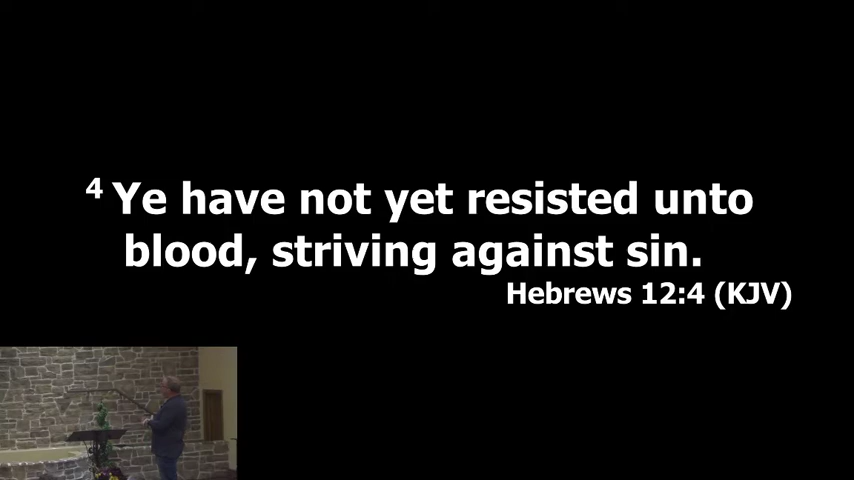 4 Ye have not yet resisted unto
blood, striving against sin.
Hebrews 12:4 (KJV)